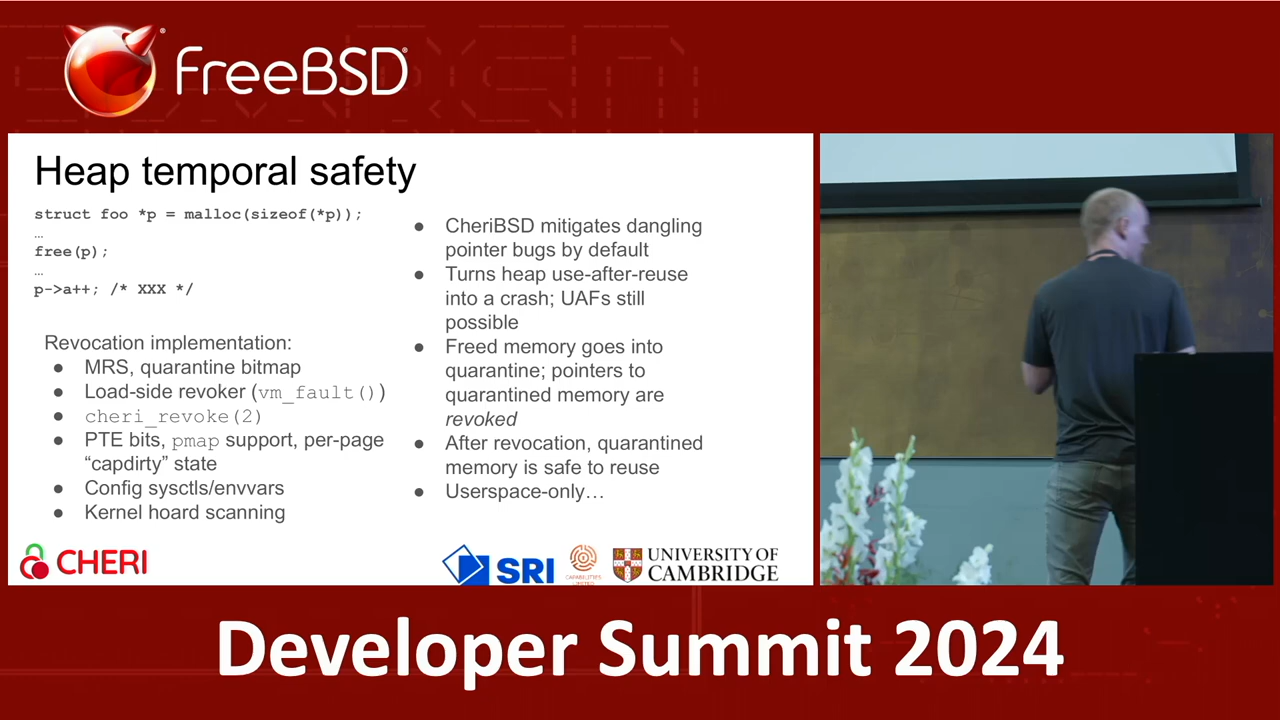 FreeBSD®
Heap temporal safety
struct foo *p = malloc(sizeof(*p));
…
free(p);
…
p->a++; /* XXX */
Revocation implementation:
● MRS, quarantine bitmap
● Load-side revoker (vm_fault())
● cheri_revoke(2)
● PTE bits, pmap support, per-page
“capdirty” state
● Config sysctls/envvars
● Kernel hoard scanning
● CheriBSD mitigates dangling
pointer bugs by default
● Turns heap use-after-reuse
into a crash; UAFs still
possible
● Freed memory goes into
quarantine; pointers to
quarantined memory are
revoked
● After revocation, quarantined
memory is safe to reuse
● Userspace-only…
CHERI
SRI
CAPABILITIES
LIMITED
UNIVERSITY OF
CAMBRIDGE
Developer Summit 2024